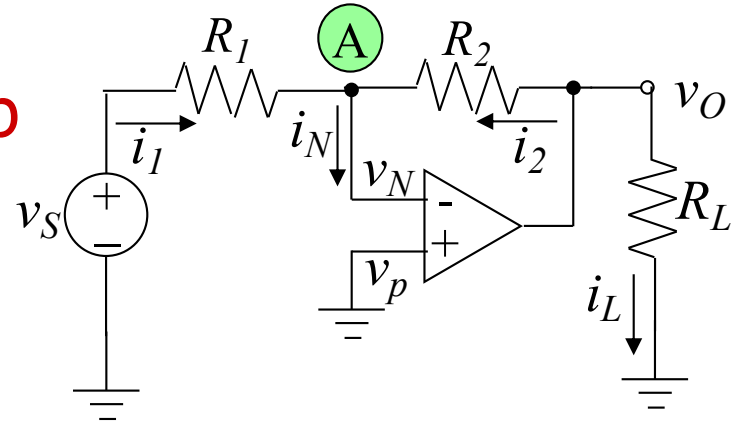 R1
A
R2
p
i1
iN
i2
vO
vN
vS
+
-
+
vp
RL
iL